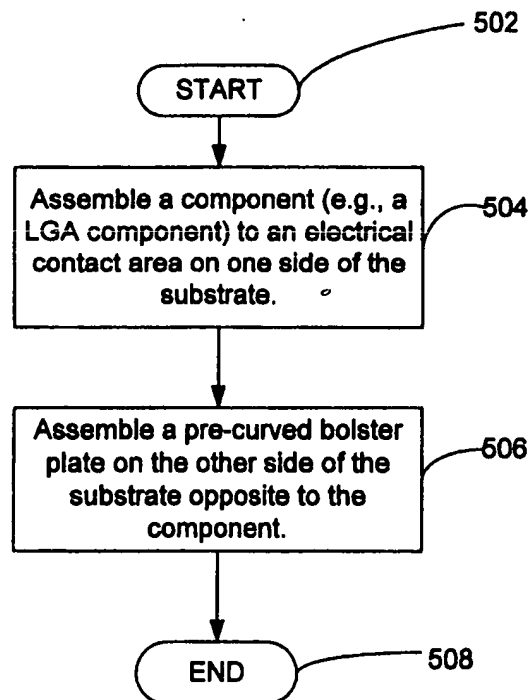 502
START
Assemble a component (e.g., a
LGA component) to an electrical
contact area on one side of the
substrate.
504
Assemble a pre-curved bolster
plate on the other side of the
substrate opposite to the
component.
506
END
508